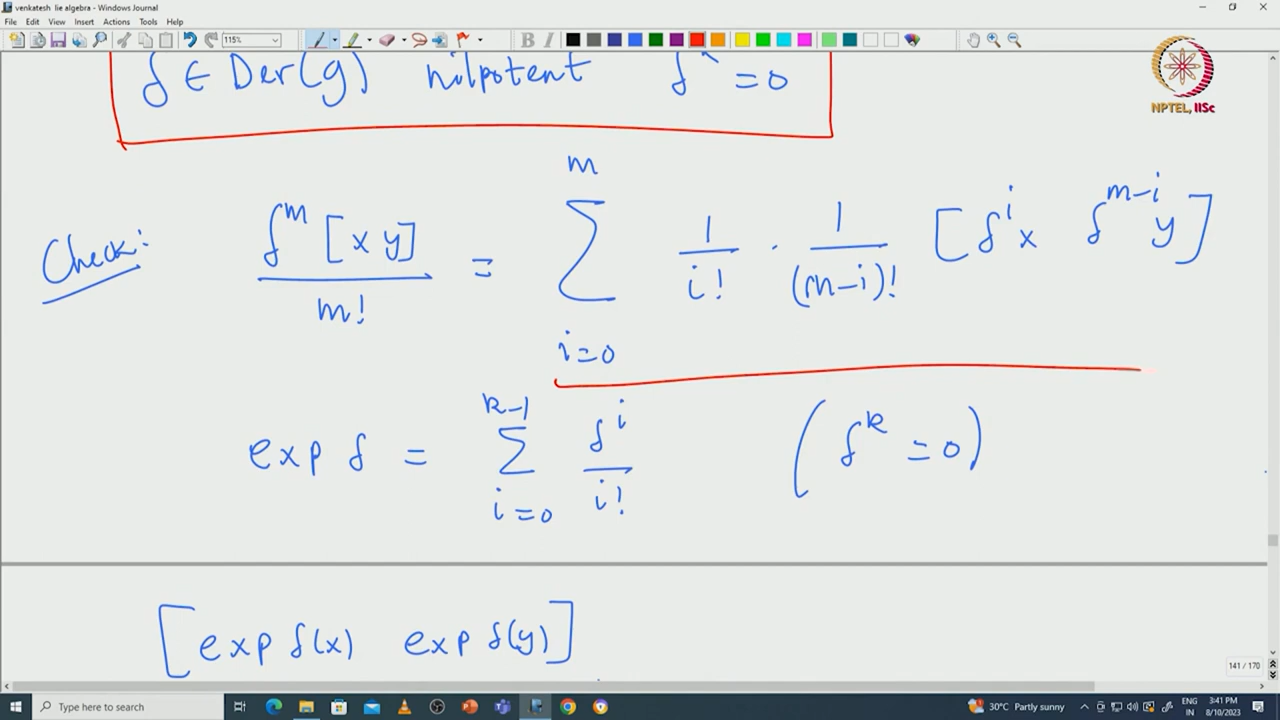 venkatesh lie algebra - Windows Journal
File Edit View Insert Actions Tools Help
115%
B I
δ ∈ Der(g) nilpotent δ^k = 0
NPTEL, IISc
Check: δ^m [x y] / m! = ∑_{i=0}^{m} 1/i! · 1/(m-i)! [δ^i x δ^{m-i} y]
exp δ = ∑_{i=0}^{k-1} δ^i / i! (δ^k = 0)
[exp δ(x) exp δ(y)]
141 / 170
Type here to search
30°C Partly sunny
ENG
IN
3:41 PM
8/10/2023